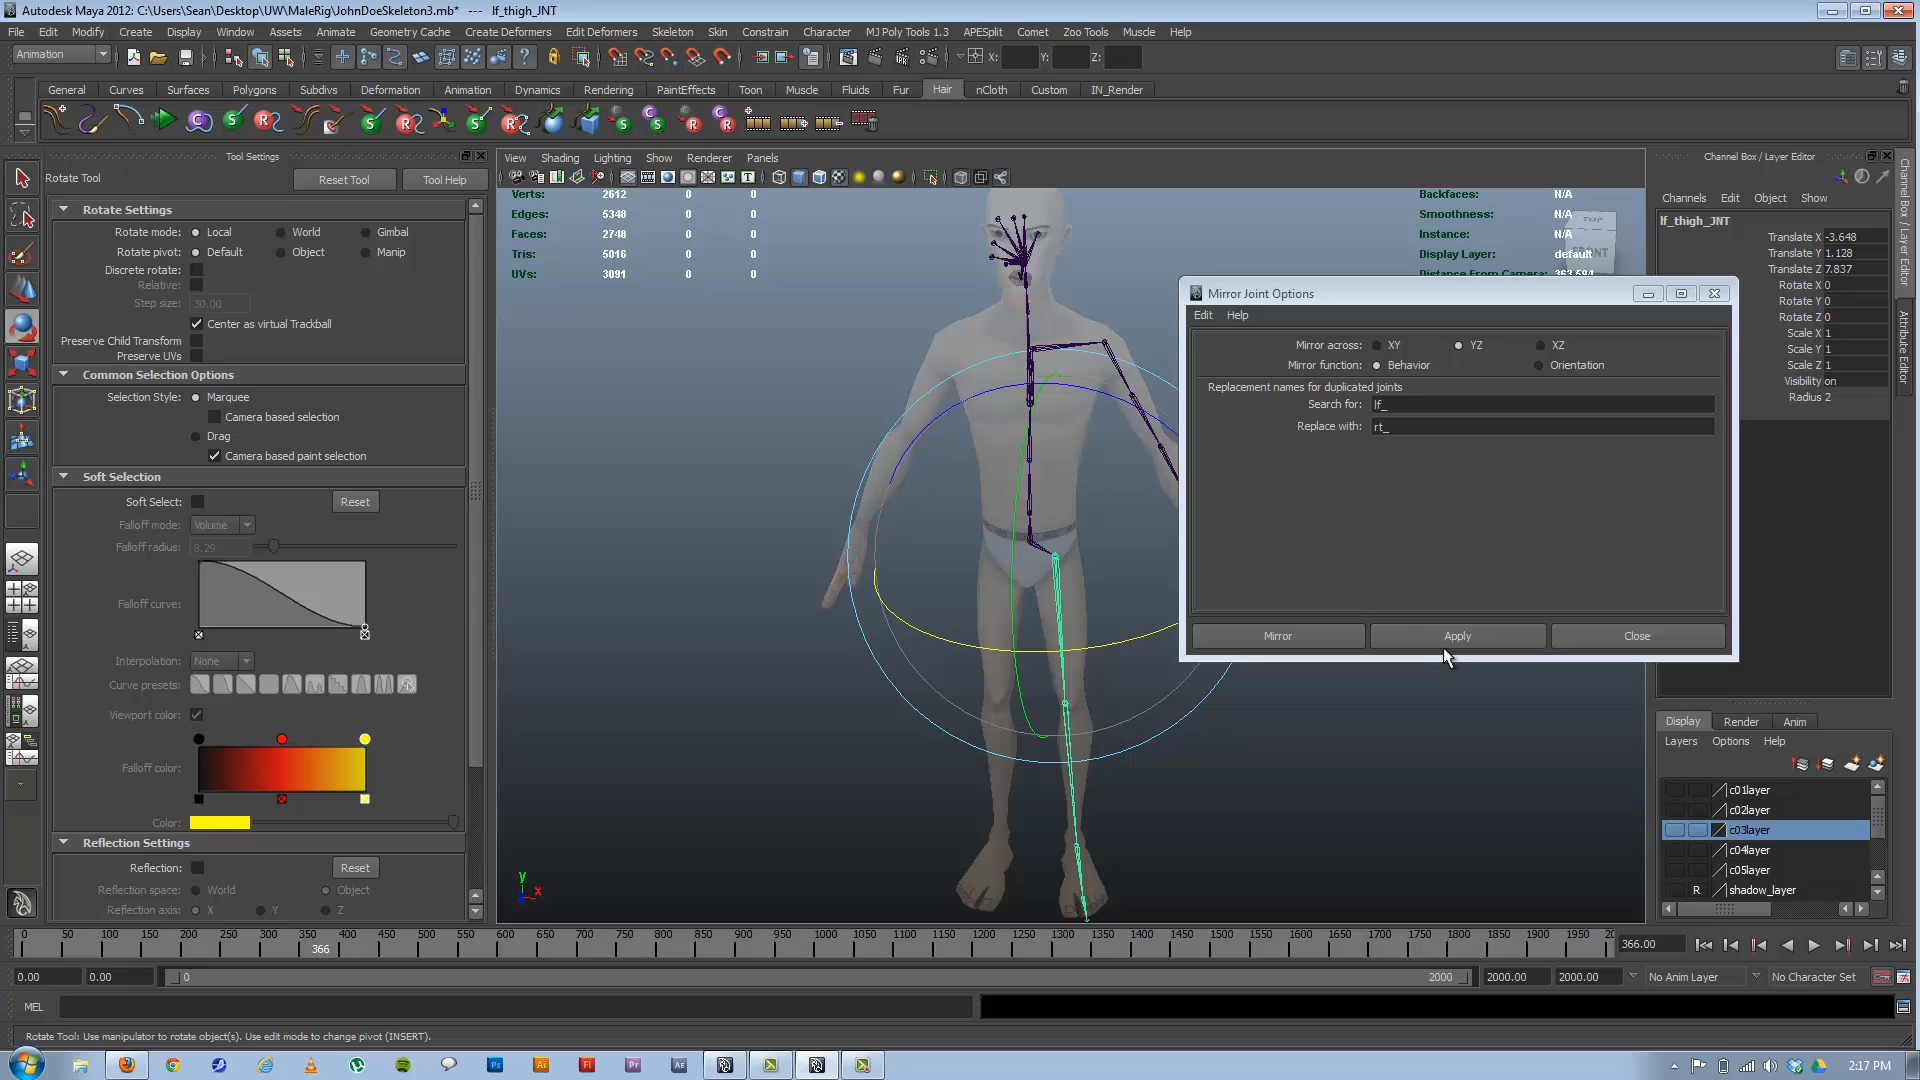 Autodesk Maya 2012: C:\Users\Sean\Desktop\UW\MaleRig\JohnDoeSkeleton3.mb* --- lf_thigh_JNT
File Edit Modify Create Display Window Assets Animate Geometry Cache Create Deformers Edit Deformers Skeleton Skin Constrain Character MJ Poly Tools 1.3 APESplit Comet Zoo Tools Muscle Help
Animation X: Y: Z:
General Curves Surfaces Polygons Subdivs Deformation Animation Dynamics Rendering PaintEffects Toon Muscle Fluids Fur Hair nCloth Custom IN_Render
Tool Settings
Rotate Tool Reset Tool Tool Help
Rotate Settings
Rotate mode: Local World Gimbal
Rotate pivot: Default Object Manip
Discrete rotate:
Relative:
Step size: 30.00
Center as virtual Trackball
Preserve Child Transform
Preserve UVs
Common Selection Options
Selection Style: Marquee
Camera based selection
Drag
Camera based paint selection
Soft Selection
Soft Select: Reset
Falloff mode: Volume
Falloff radius: 8.29
Falloff curve:
Interpolation: None
Curve presets:
Viewport color:
Falloff color:
Color:
Reflection Settings
Reflection: Reset
Reflection space: World Object
Reflection axis: X Y Z
View Shading Lighting Show Renderer Panels
Verts: 2612 0 0
Edges: 5348 0 0
Faces: 2748 0 0
Tris: 5016 0 0
UVs: 3091 0 0
Backfaces: N/A
Smoothness: N/A
Instance: N/A
Display Layer: default
Distance From Camera: 363.594
TOP
FRONT
y
x
Mirror Joint Options
Edit Help
Mirror across: XY YZ XZ
Mirror function: Behavior Orientation
Replacement names for duplicated joints
Search for: lf_
Replace with: rt_
Mirror Apply Close
Channel Box / Layer Editor
Channels Edit Object Show
lf_thigh_JNT
Translate X -3.648
Translate Y 1.128
Translate Z 7.837
Rotate X 0
Rotate Y 0
Rotate Z 0
Scale X 1
Scale Y 1
Scale Z 1
Visibility on
Radius 2
Channel Box / Layer Editor
Attribute Editor
Display Render Anim
Layers Options Help
c01layer
c02layer
c03layer
c04layer
c05layer
R shadow_layer
0 50 100 150 200 250 300 350 400 450 500 550 600 650 700 750 800 850 900 950 1000 1050 1100 1150 1200 1250 1300 1350 1400 1450 1500 1550 1600 1650 1700 1750 1800 1850 1900 1950
366
366.00
0.00 0.00 0 2000 2000.00 2000.00 No Anim Layer No Character Set
MEL
Rotate Tool: Use manipulator to rotate object(s). Use edit mode to change pivot (INSERT).
Ps Ai Fl Pr Ae
2:17 PM